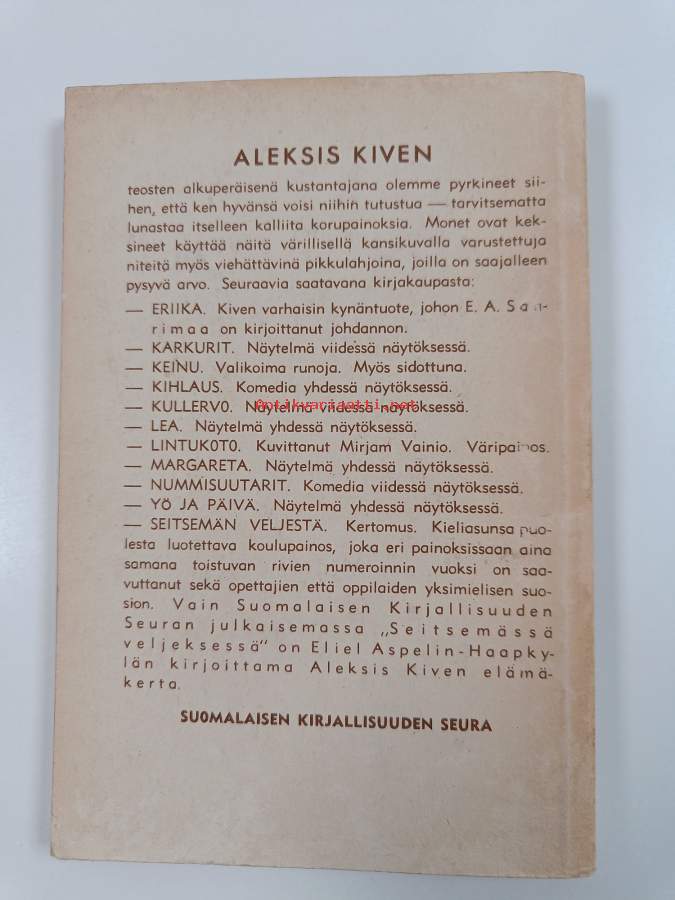 ALEKSIS KIVEN
teosten alkuperäisenä kustantajana olemme pyrkineet sii-
hen, että ken hyvänsä voisi niihin tutustua — tarvitsematta
lunastaa itselleen kalliita korupainoksia. Monet ovat kek-
sineet käyttää näitä värillisellä kansikuvalla varustettuja
niteitä myös viehättävinä pikkulahjoina, joilla on saajalleen
pysyvä arvo. Seuraavia saatavana kirjakaupasta:
— ERIIKA. Kiven varhaisin kynäntuote, johon E. A. Saa-
rimaa on kirjoittanut johdannon.
— KARKURIT. Näytelmä viidessä näytöksessä.
— KEINU. Valikoima runoja. Myös sidottuna.
— KIHLAUS. Komedia yhdessä näytöksessä.
Antikvariaatti.net
— KULLERVO. Näytelmä viidessä näytöksessä.
— LEA. Näytelmä yhdessä näytöksessä.
— LINTUKOTO. Kuvittanut Mirjam Vainio. Väripainos.
— MARGARETA. Näytelmä yhdessä näytöksessä.
— NUMMISUUTARIT. Komedia viidessä näytöksessä.
— YÖ JA PÄIVÄ. Näytelmä yhdessä näytöksessä.
— SEITSEMÄN VELJESTÄ. Kertomus. Kieliasunsa puo-
lesta luotettava koulupainos, joka eri painoksissaan aina
samana toistuvan rivien numeroinnin vuoksi on saa-
vuttanut sekä opettajien että oppilaiden yksimielisen suo-
sion. Vain Suomalaisen Kirjallisuuden
Seuran julkaisemassa „Seitsemässä
veljeksessä" on Eliel Aspelin-Haapky-
län kirjoittama Aleksis Kiven elämä-
kerta.
SUOMALAISEN KIRJALLISUUDEN SEURA